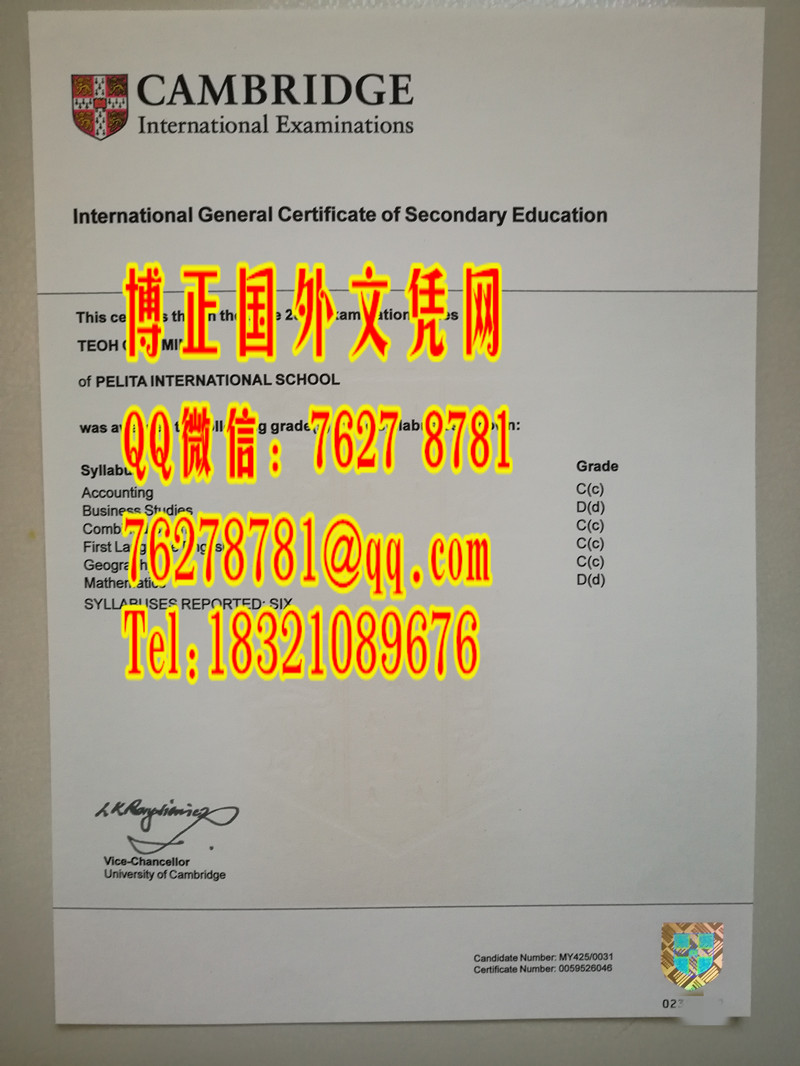 CAMBRIDGE
International Examinations
International General Certificate of Secondary Education
博正国外文凭网
This
TEOH
of PELITA INTERNATIONAL SCHOOL
was
QQ微信：7627 8781
Grade
Accounting C(c)
Business Studies D(d)
C(c)
76278781@qq.com
First C(c)
C(c)
Mathematics D(d)
SYLLABUSES REPORTED: SIX
Tel:18321089676
Vice-Chancellor
University of Cambridge
Candidate Number: MY425/0031
Certificate Number: 0059526046